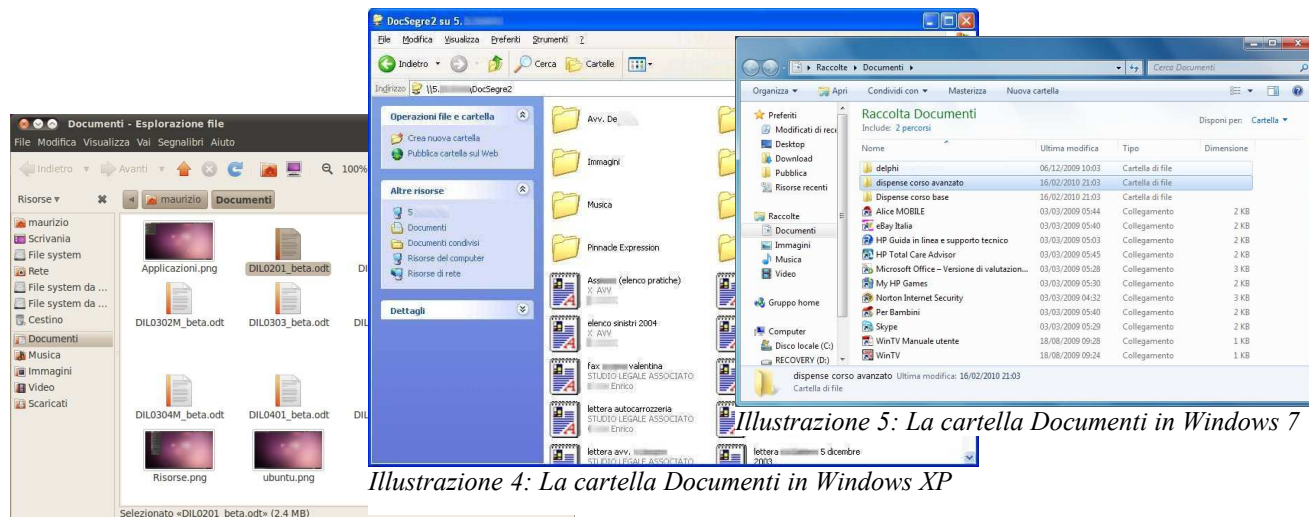 Documenti - Esplorazione file
File Modifica Visualizza Vai Segnalibri Aiuto
Indietro Avanti 100%
Risorse maurizio Documenti
maurizio
Scrivania
File system
Rete
File system da ...
File system da ...
Cestino
Documenti
Musica
Immagini
Video
Scaricati
Applicazioni.png DIL0201_beta.odt
DIL0302M_beta.odt DIL0303_beta.odt DIL
DIL0304M_beta.odt DIL0401_beta.odt DIL
Risorse.png ubuntu.png
Selezionato «DIL0201_beta.odt» (2.4 MB)
DocSegre2 su 5.
File Modifica Visualizza Preferiti Strumenti ?
Indietro Cerca Cartelle
Indirizzo \\5. \DocSegre2
Operazioni file e cartella
Crea nuova cartella
Pubblica cartella sul Web
Altre risorse
5
Documenti
Documenti condivisi
Risorse del computer
Risorse di rete
Dettagli
Avv. De
Immagini
Musica
Pinnacle Expression
(elenco pratiche)
X AVV
elenco sinistri 2004
X AVV
fax valentina
STUDIO LEGALE ASSOCIATO
Enrico
lettera autocarrozzeria
STUDIO LEGALE ASSOCIATO
Enrico
lettera avv.
STUDIO LEGALE ASSOCIATO
lettera 5 dicembre
2003
Illustrazione 4: La cartella Documenti in Windows XP
Raccolte Documenti Cerca Documenti
Organizza Apri Condividi con Masterizza Nuova cartella
Preferiti
Modificati di rece
Desktop
Download
Pubblica
Risorse recenti
Raccolte
Documenti
Immagini
Musica
Video
Gruppo home
Computer
Disco locale (C:)
RECOVERY (D:)
Raccolta Documenti
Include: 2 percorsi
Disponi per: Cartella
Nome Ultima modifica Tipo Dimensione
delphi 06/12/2009 10:03 Cartella di file
dispense corso avanzato 16/02/2010 21:03 Cartella di file
Dispense corso base 16/02/2010 21:03 Cartella di file
Alice MOBILE 03/03/2009 05:44 Collegamento 2 KB
eBay Italia 03/03/2009 05:40 Collegamento 2 KB
HP Guida in linea e supporto tecnico 03/03/2009 05:03 Collegamento 2 KB
HP Total Care Advisor 03/03/2009 05:45 Collegamento 2 KB
Microsoft Office – Versione di valutazion... 03/03/2009 05:28 Collegamento 3 KB
My HP Games 03/03/2009 05:30 Collegamento 2 KB
Norton Internet Security 03/03/2009 04:32 Collegamento 3 KB
Per Bambini 03/03/2009 05:40 Collegamento 2 KB
Skype 03/03/2009 05:29 Collegamento 2 KB
WinTV Manuale utente 18/08/2009 09:28 Collegamento 1 KB
WinTV 18/08/2009 09:24 Collegamento 1 KB
dispense corso avanzato Ultima modifica: 16/02/2010 21:03
Cartella di file
Illustrazione 5: La cartella Documenti in Windows 7